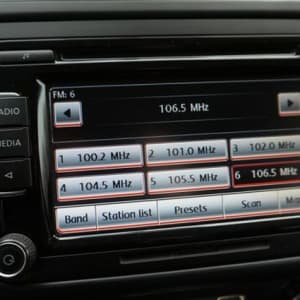 FM: 6
106.5 MHz
RADIO
1 100.2 MHz 2 101.0 MHz 3 102.0 MHz
MEDIA
4 104.5 MHz 5 105.5 MHz 6 106.5 MHz
Band Station list Presets Scan